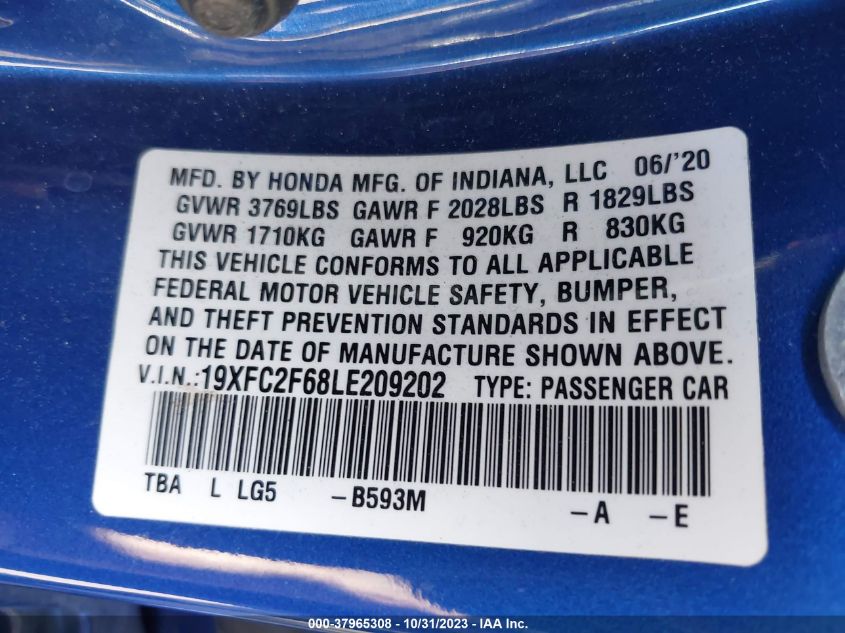 MFD. BY HONDA MFG. OF INDIANA, LLC 06/'20
GVWR 3769LBS GAWR F 2028LBS R 1829LBS
GVWR 1710KG GAWR F 920KG R 830KG
THIS VEHICLE CONFORMS TO ALL APPLICABLE
FEDERAL MOTOR VEHICLE SAFETY, BUMPER,
AND THEFT PREVENTION STANDARDS IN EFFECT
ON THE DATE OF MANUFACTURE SHOWN ABOVE.
V.I.N.:19XFC2F68LE209202 TYPE: PASSENGER CAR
TBA L LG5 -B593M -A -E
000-37965308 - 10/31/2023 - IAA Inc.